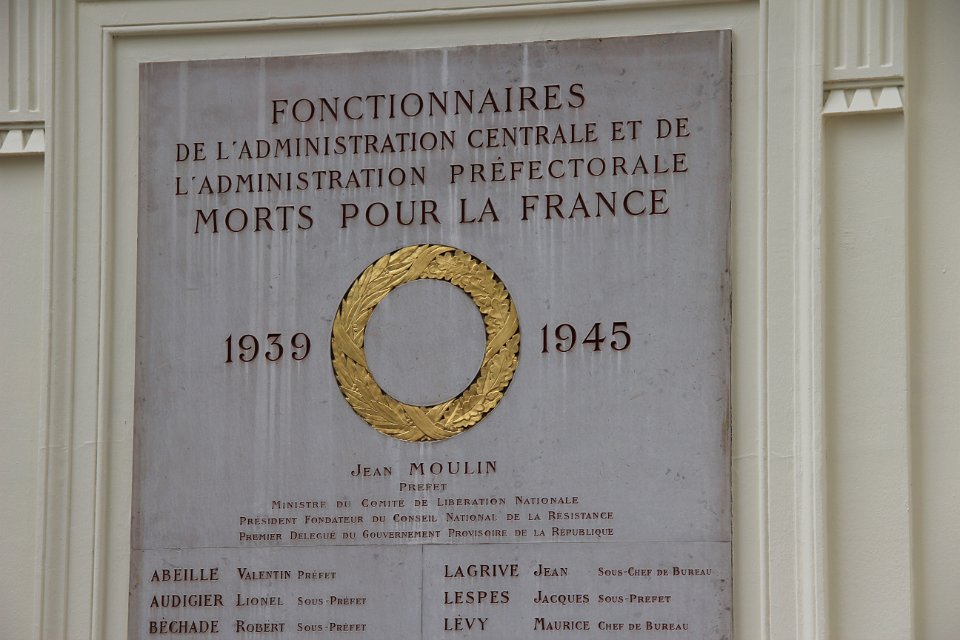 FONCTIONNAIRES
DE L'ADMINISTRATION CENTRALE ET DE
L'ADMINISTRATION PRÉFECTORALE
MORTS POUR LA FRANCE
1939 1945
JEAN MOULIN
PREFET
MINISTRE DU COMITÉ DE LIBÉRATION NATIONALE
PRÉSIDENT FONDATEUR DU CONSEIL NATIONAL DE LA RÉSISTANCE
PREMIER DÉLÉGUÉ DU GOUVERNEMENT PROVISOIRE DE LA RÉPUBLIQUE
ABEILLE VALENTIN PRÉFET
AUDIGIER LIONEL SOUS-PRÉFET
BÉCHADE ROBERT SOUS-PRÉFET
LAGRIVE JEAN SOUS-CHEF DE BUREAU
LESPES JACQUES SOUS-PREFET
LÉVY MAURICE CHEF DE BUREAU